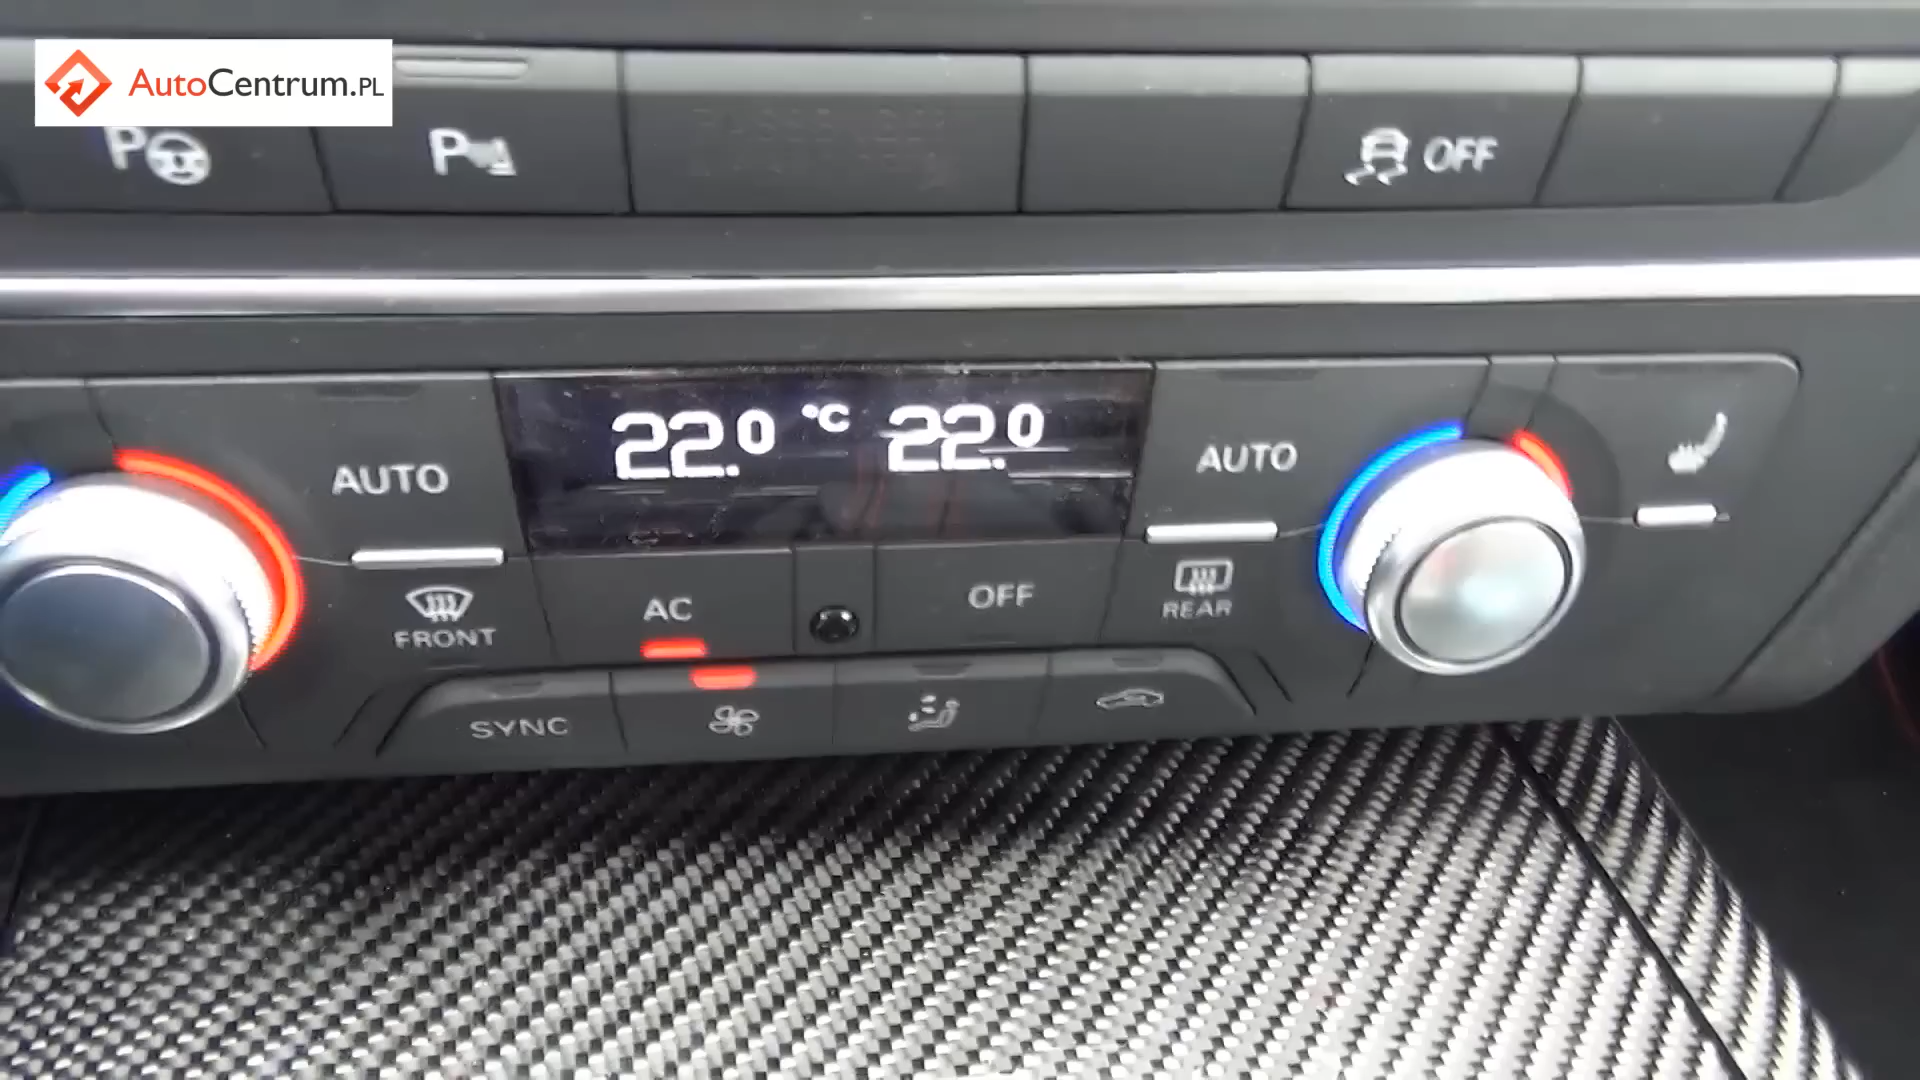 AutoCentrum.PL
P
P
OFF
22.0 °C 22.0
AUTO
AUTO
FRONT
AC
OFF
REAR
SYNC